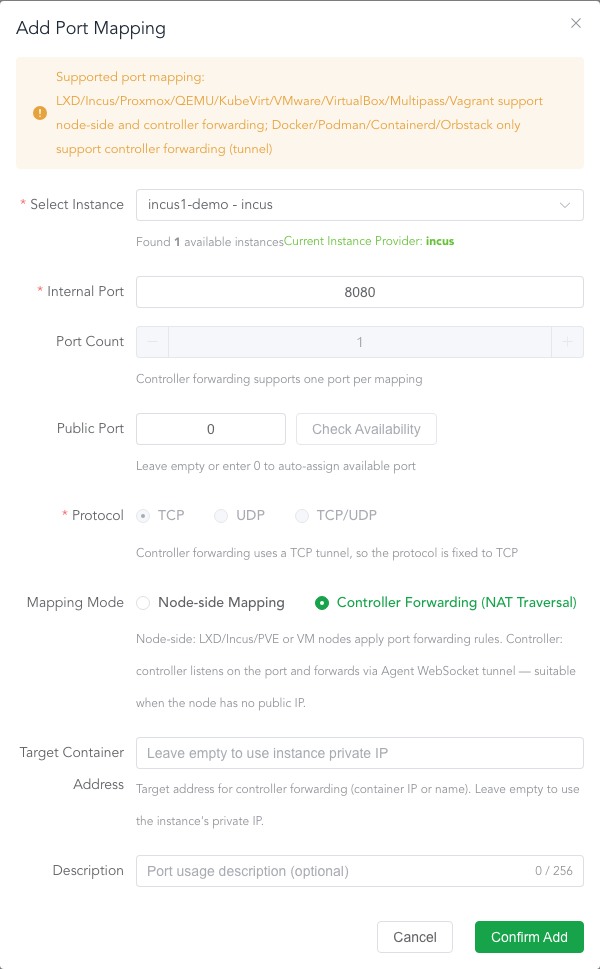 Add Port Mapping
Supported port mapping:
LXD/Incus/Proxmox/QEMU/KubeVirt/VMware/VirtualBox/Multipass/Vagrant support
node-side and controller forwarding; Docker/Podman/Containerd/Orbstack only
support controller forwarding (tunnel)
* Select Instance
incus1-demo - incus
Found 1 available instancesCurrent Instance Provider: incus
* Internal Port
8080
Port Count
1
Controller forwarding supports one port per mapping
Public Port
0
Check Availability
Leave empty or enter 0 to auto-assign available port
* Protocol
TCP
UDP
TCP/UDP
Controller forwarding uses a TCP tunnel, so the protocol is fixed to TCP
Mapping Mode
Node-side Mapping
Controller Forwarding (NAT Traversal)
Node-side: LXD/Incus/PVE or VM nodes apply port forwarding rules. Controller:
controller listens on the port and forwards via Agent WebSocket tunnel — suitable
when the node has no public IP.
Target Container
Address
Leave empty to use instance private IP
Target address for controller forwarding (container IP or name). Leave empty to use
the instance's private IP.
Description
Port usage description (optional)
0 / 256
Cancel
Confirm Add